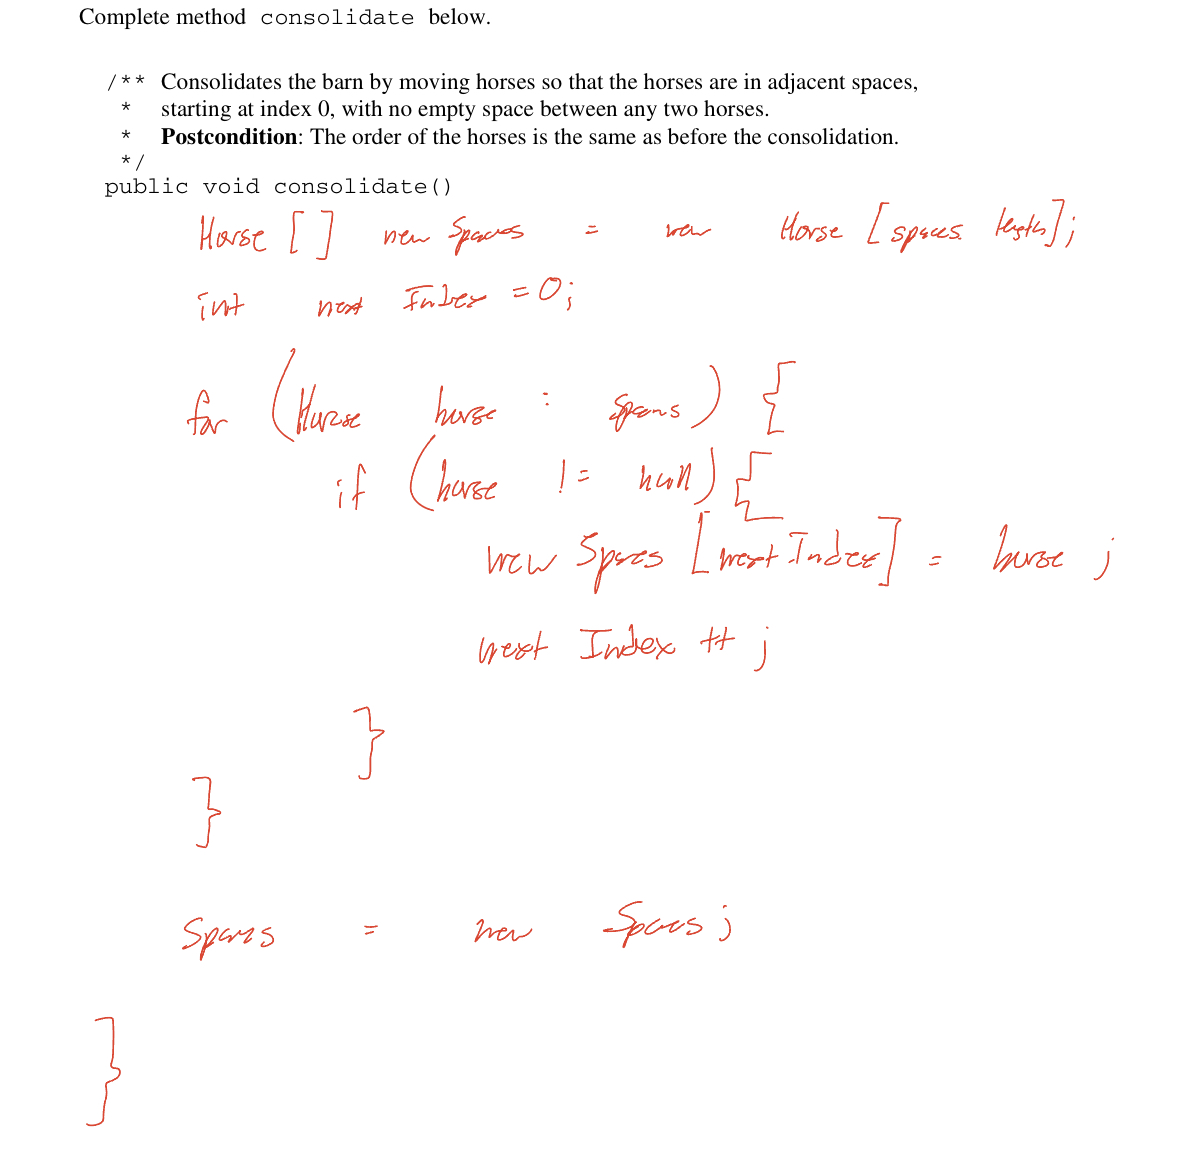 Complete method consolidate below.
/** Consolidates the barn by moving horses so that the horses are in adjacent spaces,
* starting at index 0, with no empty space between any two horses.
* Postcondition: The order of the horses is the same as before the consolidation.
*/
public void consolidate()
Horse [ ] new Spaces = new Horse [spaces. length];
int next Index = 0;
for (Horse horse : spaces) {
if (horse != null) {
new Spaces [next Index] = horse ;
next Index ++ ;
}
}
Spaces = new Spaces ;
}